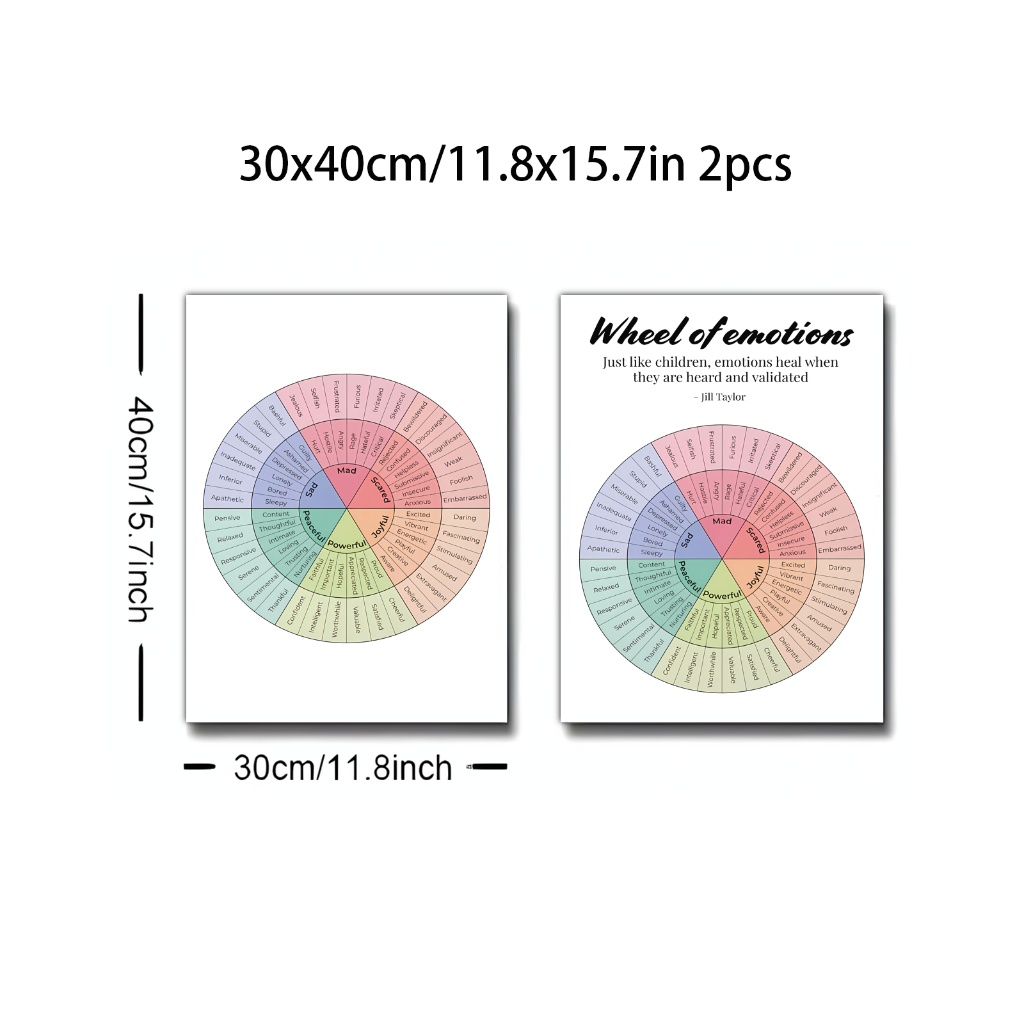 30x40cm/11.8x15.7in 2pcs
40cm/15.7inch
30cm/11.8inch
Mad
Scared
Joyful
Powerful
Peaceful
Sad
Hurt
Hostile
Angry
Rage
Hateful
Critical
Rejected
Confused
Helpless
Submissive
Insecure
Anxious
Excited
Vibrant
Energetic
Playful
Creative
Aware
Proud
Respected
Appreciated
Hopeful
Important
Faithful
Nurturing
Trusting
Loving
Intimate
Thoughtful
Content
Sleepy
Bored
Lonely
Depressed
Ashamed
Guilty
Jealous
Selfish
Frustrated
Furious
Irritated
Skeptical
Bewildered
Discouraged
Insignificant
Weak
Foolish
Embarrassed
Daring
Fascinating
Stimulating
Amused
Extravagant
Delightful
Cheerful
Satisfied
Valuable
Worthwhile
Intelligent
Confident
Thankful
Sentimental
Serene
Responsive
Relaxed
Pensive
Apathetic
Inferior
Inadequate
Miserable
Stupid
Bashful
Wheel of emotions
Just like children, emotions heal when
they are heard and validated
- Jill Taylor
Mad
Scared
Joyful
Powerful
Peaceful
Sad
Hurt
Hostile
Angry
Rage
Hateful
Critical
Rejected
Confused
Helpless
Submissive
Insecure
Anxious
Excited
Vibrant
Energetic
Playful
Creative
Aware
Proud
Respected
Appreciated
Hopeful
Important
Faithful
Nurturing
Trusting
Loving
Intimate
Thoughtful
Content
Sleepy
Bored
Lonely
Depressed
Ashamed
Guilty
Jealous
Selfish
Frustrated
Furious
Irritated
Skeptical
Bewildered
Discouraged
Insignificant
Weak
Foolish
Embarrassed
Daring
Fascinating
Stimulating
Amused
Extravagant
Delightful
Cheerful
Satisfied
Valuable
Worthwhile
Intelligent
Confident
Thankful
Sentimental
Serene
Responsive
Relaxed
Pensive
Apathetic
Inferior
Inadequate
Miserable
Stupid
Bashful